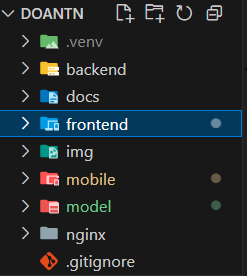 DOANTN
.venv
backend
docs
frontend
img
mobile
model
nginx
.gitignore